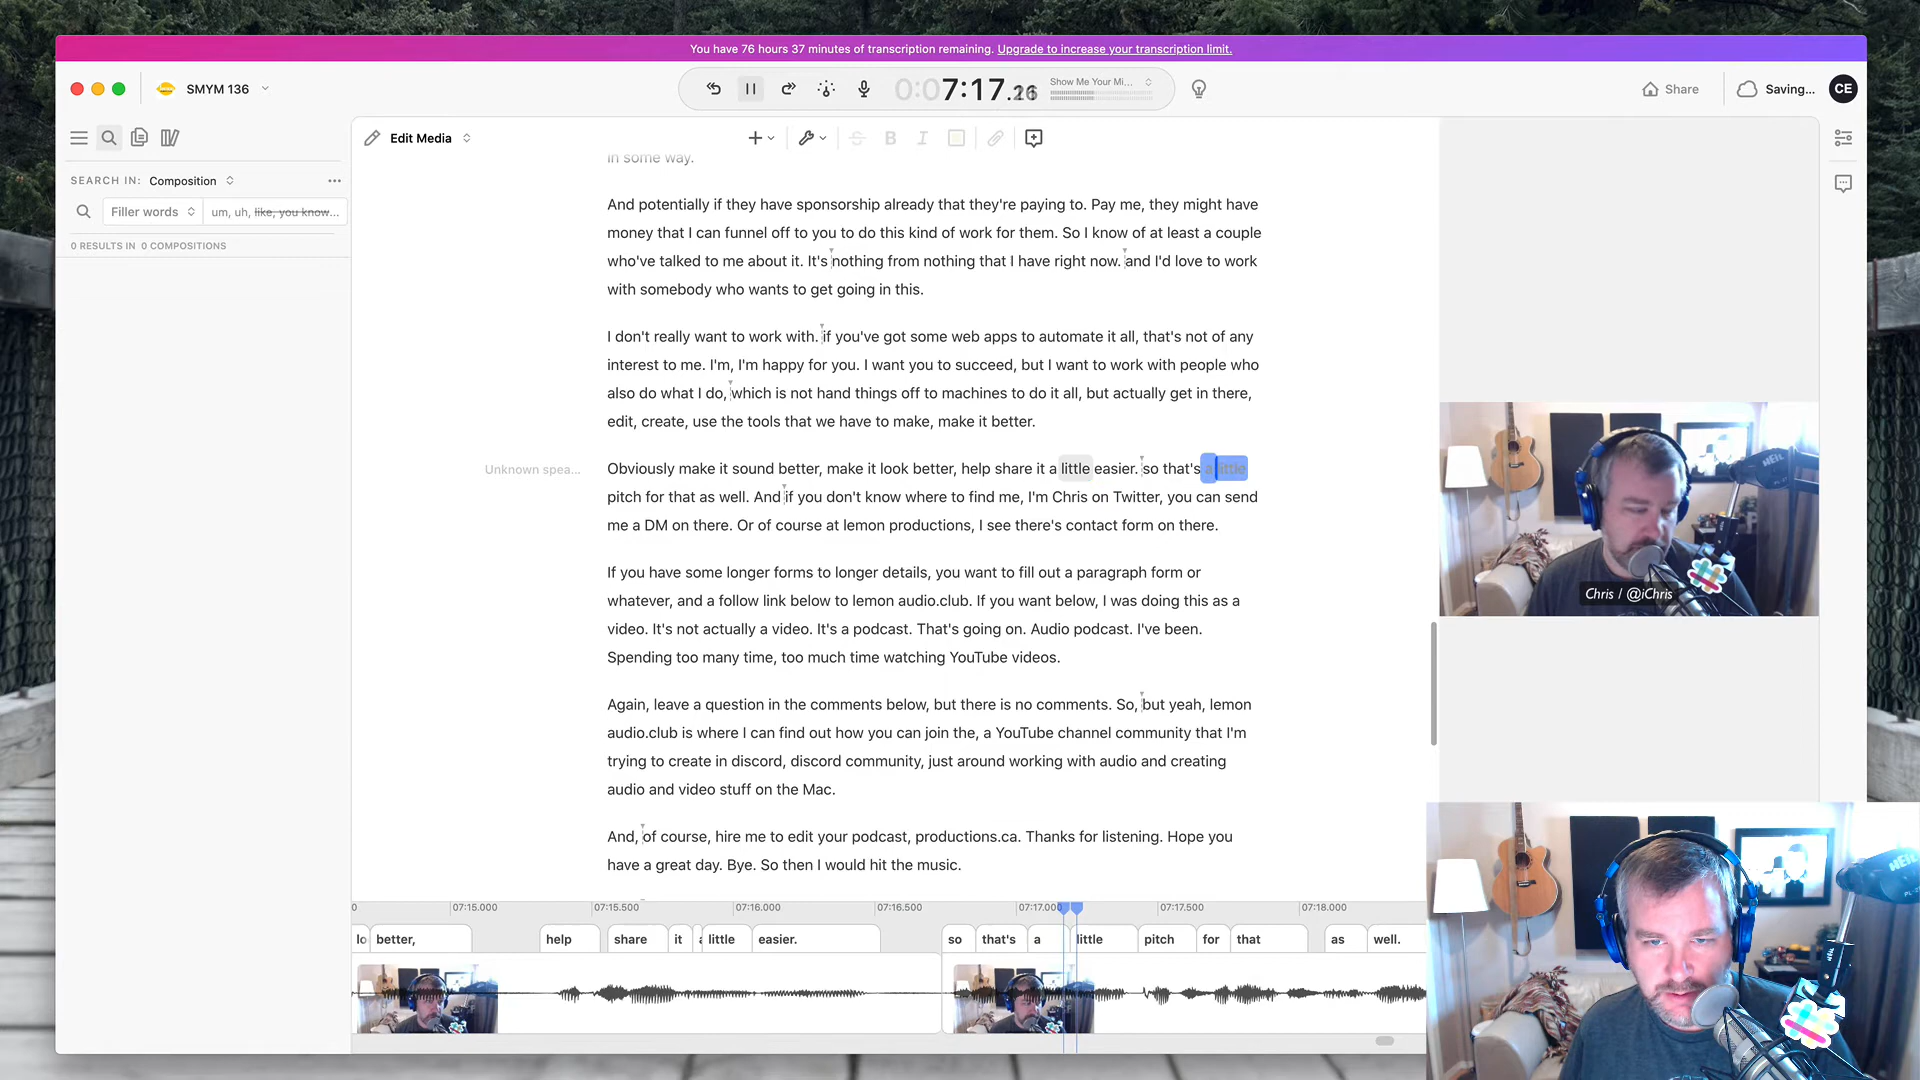 You have 76 hours 37 minutes of transcription remaining. Upgrade to increase your transcription limit.
SMYM 136
0:07:17.26
Show Me Your Mi...
Share
Saving...
CE
Edit Media
B I
SEARCH IN: Composition
Filler words
um, uh, like, you know...
0 RESULTS IN 0 COMPOSITIONS
in some way.
And potentially if they have sponsorship already that they're paying to. Pay me, they might have
money that I can funnel off to you to do this kind of work for them. So I know of at least a couple
who've talked to me about it. It's nothing from nothing that I have right now. and I'd love to work
with somebody who wants to get going in this.
I don't really want to work with. if you've got some web apps to automate it all, that's not of any
interest to me. I'm, I'm happy for you. I want you to succeed, but I want to work with people who
also do what I do, which is not hand things off to machines to do it all, but actually get in there,
edit, create, use the tools that we have to make, make it better.
Unknown spea...
Obviously make it sound better, make it look better, help share it a little easier. so that's a little
pitch for that as well. And if you don't know where to find me, I'm Chris on Twitter, you can send
me a DM on there. Or of course at lemon productions, I see there's contact form on there.
If you have some longer forms to longer details, you want to fill out a paragraph form or
whatever, and a follow link below to lemon audio.club. If you want below, I was doing this as a
video. It's not actually a video. It's a podcast. That's going on. Audio podcast. I've been.
Spending too many time, too much time watching YouTube videos.
Again, leave a question in the comments below, but there is no comments. So, but yeah, lemon
audio.club is where I can find out how you can join the, a YouTube channel community that I'm
trying to create in discord, discord community, just around working with audio and creating
audio and video stuff on the Mac.
And, of course, hire me to edit your podcast, productions.ca. Thanks for listening. Hope you
have a great day. Bye. So then I would hit the music.
Chris / @iChris
0 07:15.000 07:15.500 07:16.000 07:16.500 07:17.000 07:17.500 07:18.000
lo better, help share it a little easier. so that's a little pitch for that as well.
HEIL